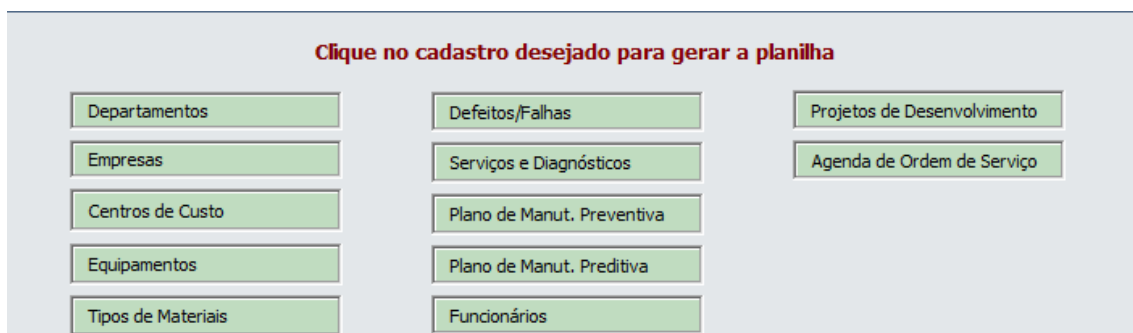 Clique no cadastro desejado para gerar a planilha
Departamentos
Empresas
Centros de Custo
Equipamentos
Tipos de Materiais
Defeitos/Falhas
Serviços e Diagnósticos
Plano de Manut. Preventiva
Plano de Manut. Preditiva
Funcionários
Projetos de Desenvolvimento
Agenda de Ordem de Serviço